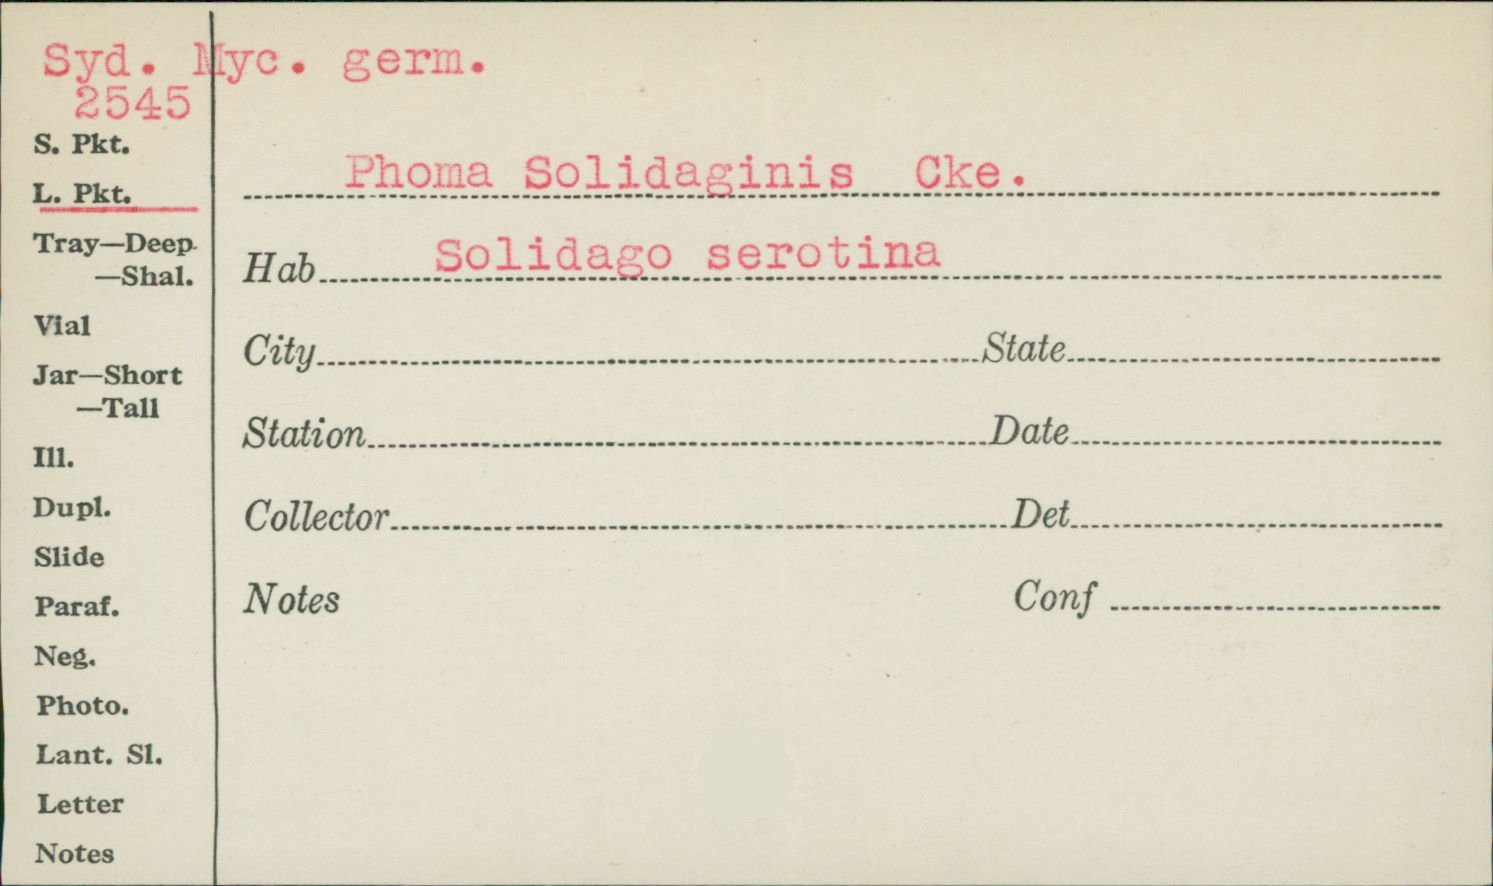 Syd. Myc. germ.
2545
S. Pkt.
L. Pkt.
Tray—Deep
—Shal.
Vial
Jar—Short
—Tall
Ill.
Dupl.
Slide
Paraf.
Neg.
Photo.
Lant. Sl.
Letter
Notes
Phoma Solidaginis Cke.
Hab Solidago serotina
City State
Station Date
Collector Det
Notes Conf